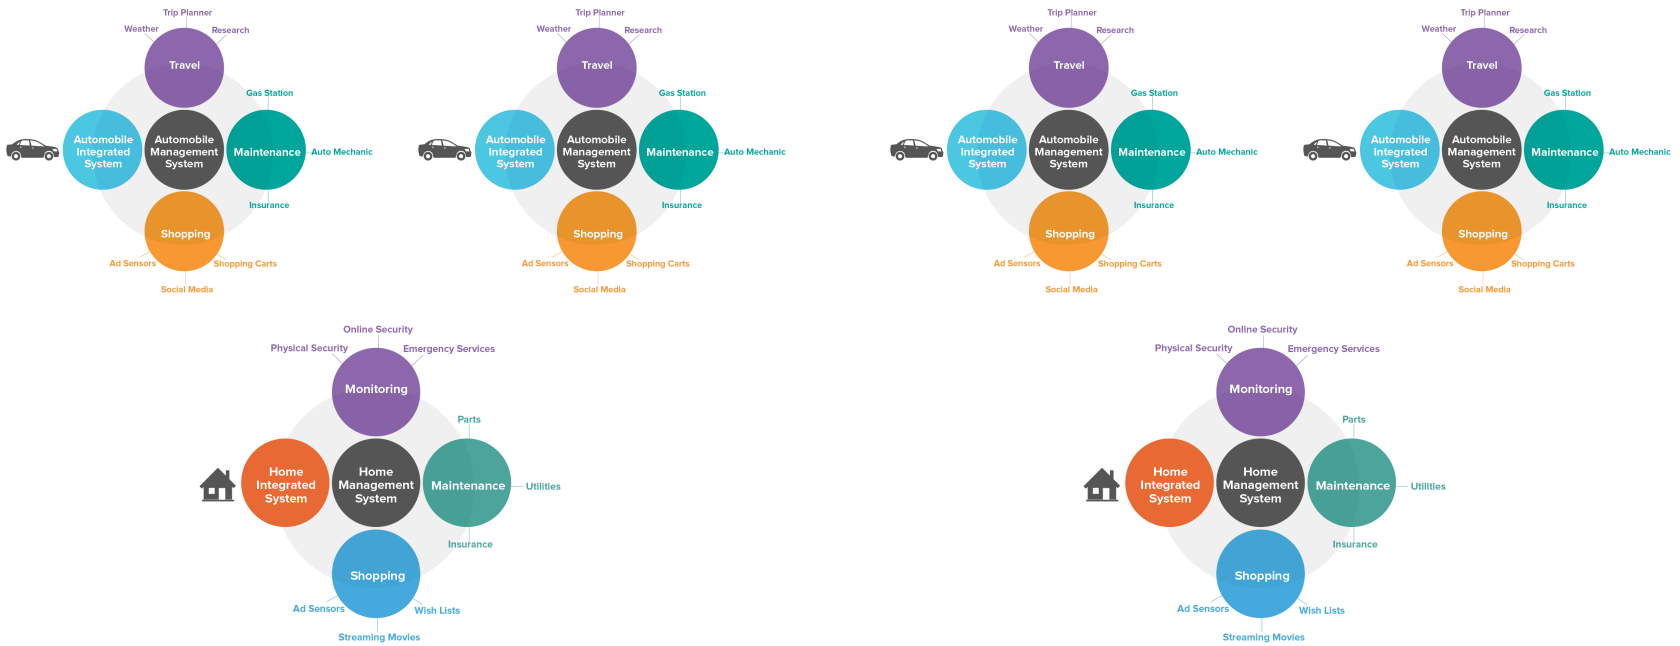 Trip Planner
Weather
Research
Travel
Gas Station
Automobile
Integrated
System
Automobile
Management
System
Maintenance
Auto Mechanic
Insurance
Shopping
Ad Sensors
Shopping Carts
Social Media
Trip Planner
Weather
Research
Travel
Gas Station
Automobile
Integrated
System
Automobile
Management
System
Maintenance
Auto Mechanic
Insurance
Shopping
Ad Sensors
Shopping Carts
Social Media
Trip Planner
Weather
Research
Travel
Gas Station
Automobile
Integrated
System
Automobile
Management
System
Maintenance
Auto Mechanic
Insurance
Shopping
Ad Sensors
Shopping Carts
Social Media
Trip Planner
Weather
Research
Travel
Gas Station
Automobile
Integrated
System
Automobile
Management
System
Maintenance
Auto Mechanic
Insurance
Shopping
Ad Sensors
Shopping Carts
Social Media
Online Security
Physical Security
Emergency Services
Monitoring
Parts
Home
Integrated
System
Home
Management
System
Maintenance
Utilities
Insurance
Shopping
Ad Sensors
Wish Lists
Streaming Movies
Online Security
Physical Security
Emergency Services
Monitoring
Parts
Home
Integrated
System
Home
Management
System
Maintenance
Utilities
Insurance
Shopping
Ad Sensors
Wish Lists
Streaming Movies